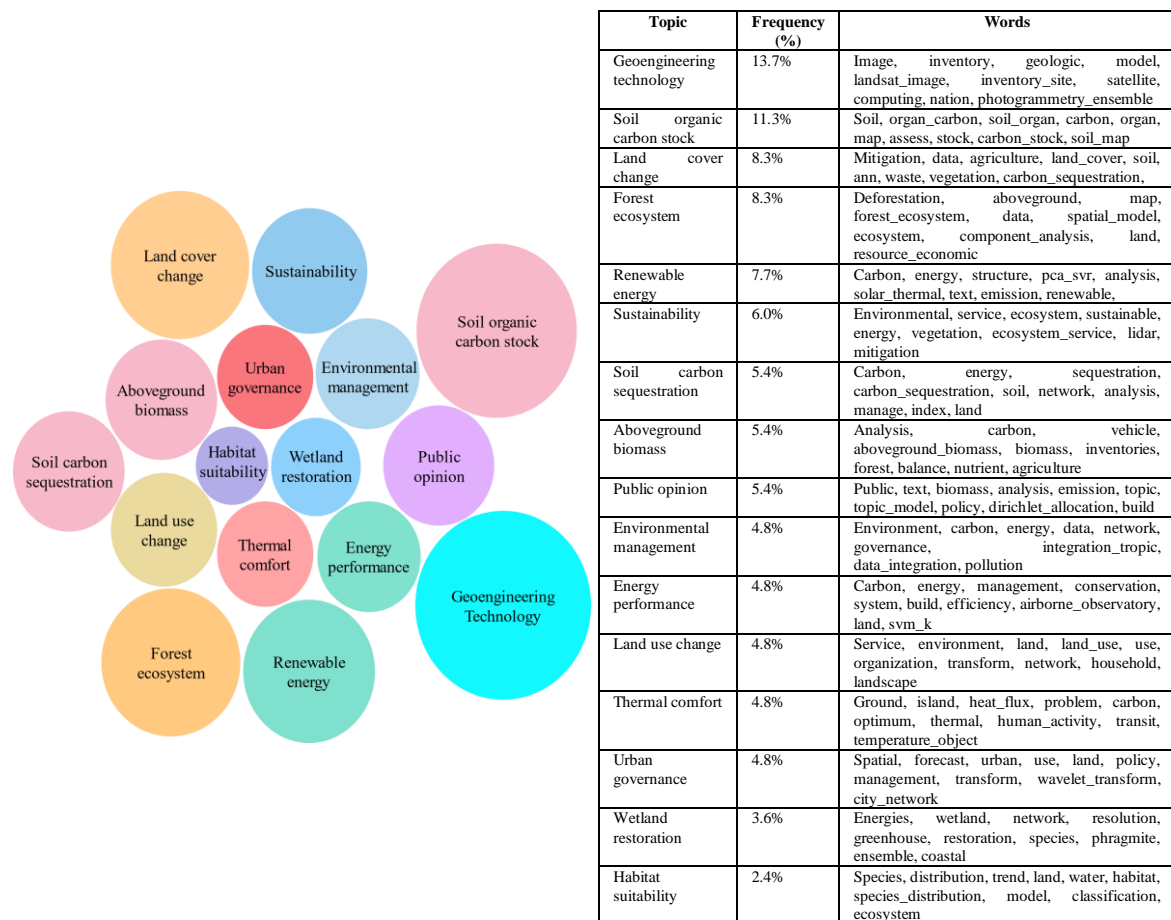 Land cover
change
Sustainability
Soil organic
carbon stock
Urban
governance
Environmental
management
Aboveground
biomass
Habitat
suitability
Wetland
restoration
Public
opinion
Soil carbon
sequestration
Land use
change
Thermal
comfort
Energy
performance
Geoengineering
Technology
Forest
ecosystem
Renewable
energy
Topic Frequency Words
(%)
Geoengineering 13.7% Image, inventory, geologic, model,
technology landsat_image, inventory_site, satellite,
computing, nation, photogrammetry_ensemble
Soil organic 11.3% Soil, organ_carbon, soil_organ, carbon, organ,
carbon stock map, assess, stock, carbon_stock, soil_map
Land cover 8.3% Mitigation, data, agriculture, land_cover, soil,
change ann, waste, vegetation, carbon_sequestration,
Forest 8.3% Deforestation, aboveground, map,
ecosystem forest_ecosystem, data, spatial_model,
ecosystem, component_analysis, land,
resource_economic
Renewable 7.7% Carbon, energy, structure, pca_svr, analysis,
energy solar_thermal, text, emission, renewable,
Sustainability 6.0% Environmental, service, ecosystem, sustainable,
energy, vegetation, ecosystem_service, lidar,
mitigation
Soil carbon 5.4% Carbon, energy, sequestration,
sequestration carbon_sequestration, soil, network, analysis,
manage, index, land
Aboveground 5.4% Analysis, carbon, vehicle,
biomass aboveground_biomass, biomass, inventories,
forest, balance, nutrient, agriculture
Public opinion 5.4% Public, text, biomass, analysis, emission, topic,
topic_model, policy, dirichlet_allocation, build
Environmental 4.8% Environment, carbon, energy, data, network,
management governance, integration_tropic,
data_integration, pollution
Energy 4.8% Carbon, energy, management, conservation,
performance system, build, efficiency, airborne_observatory,
land, svm_k
Land use change 4.8% Service, environment, land, land_use, use,
organization, transform, network, household,
landscape
Thermal comfort 4.8% Ground, island, heat_flux, problem, carbon,
optimum, thermal, human_activity, transit,
temperature_object
Urban 4.8% Spatial, forecast, urban, use, land, policy,
governance management, transform, wavelet_transform,
city_network
Wetland 3.6% Energies, wetland, network, resolution,
restoration greenhouse, restoration, species, phragmite,
ensemble, coastal
Habitat 2.4% Species, distribution, trend, land, water, habitat,
suitability species_distribution, model, classification,
ecosystem